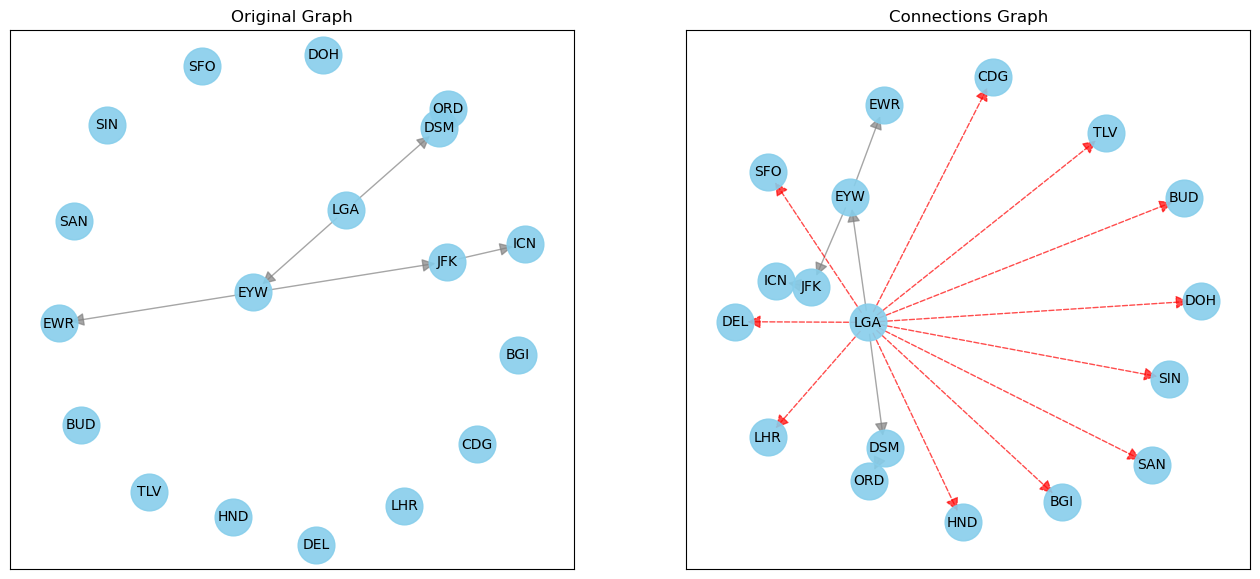 Original Graph
DOH
SFO
ORD
SIN
DSM
LGA
SAN
ICN
JFK
EYW
EWR
BGI
BUD
CDG
TLV
LHR
HND
DEL
Connections Graph
CDG
EWR
TLV
SFO
EYW
BUD
ICN
JFK
DOH
DEL
LGA
SIN
LHR
DSM
SAN
ORD
BGI
HND